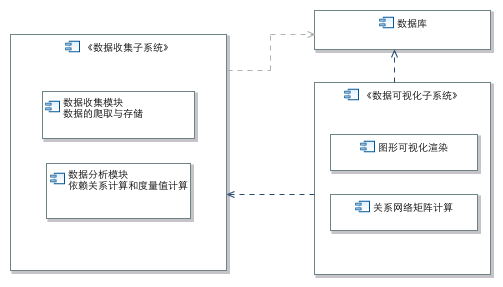 《数据收集子系统》
数据收集模块
数据的爬取与存储
数据分析模块
依赖关系计算和度量值计算
数据库
《数据可视化子系统》
图形可视化渲染
关系网络矩阵计算